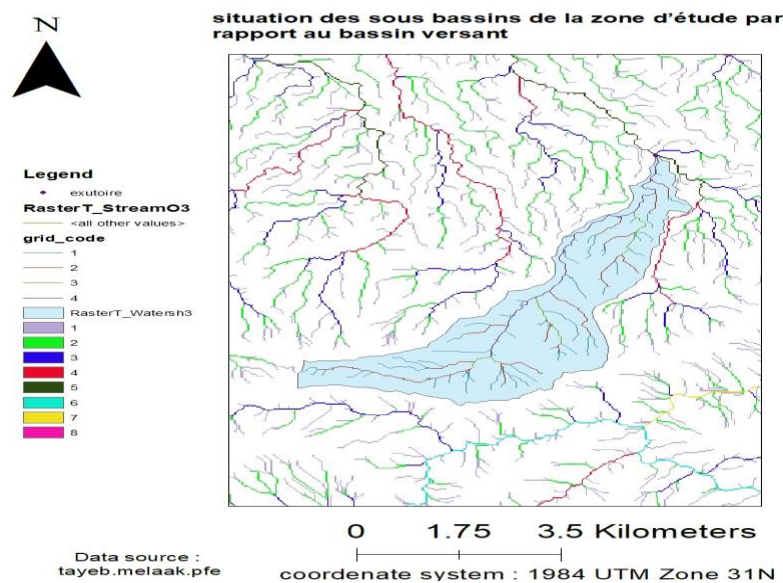 situation des sous bassins de la zone d'étude par
rapport au bassin versant
N
Legend
exutoire
RasterT_StreamO3
<all other values>
grid_code
1
2
3
4
RasterT_Watersh3
1
2
3
4
5
6
7
8
0 1.75 3.5 Kilometers
Data source :
tayeb.melaak.pfe
coordenate system : 1984 UTM Zone 31N